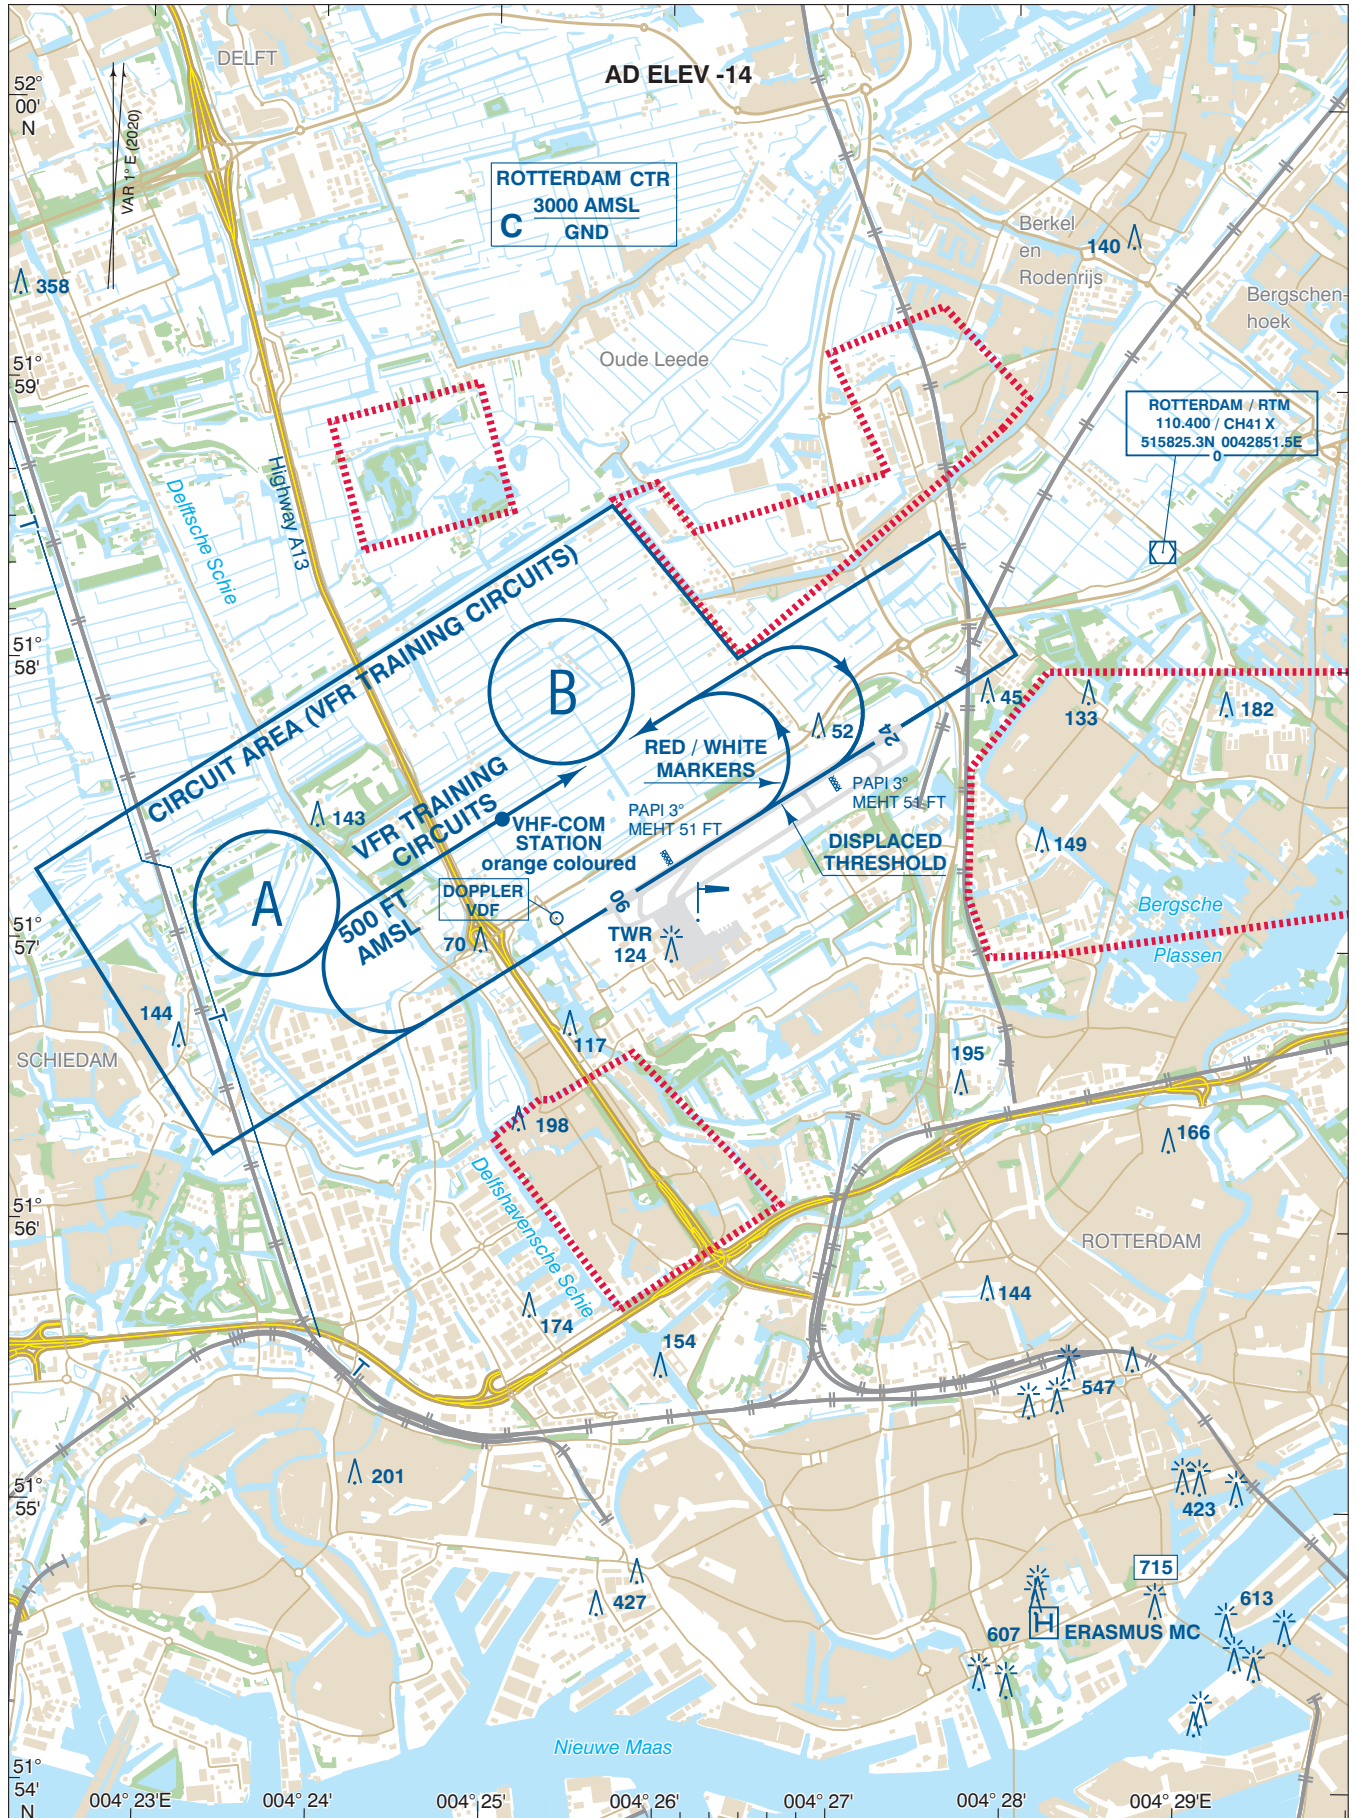 DELFT
AD ELEV -14
52°
00'
N
VAR 1° E (2020)
ROTTERDAM CTR
3000 AMSL
C
GND
Berkel
en
Rodenrijs
140
Bergschen-
hoek
358
Oude Leede
51°
59'
ROTTERDAM / RTM
110.400 / CH41 X
515825.3N 0042851.5E
0
Highway A13
Delftsche Schie
T
CIRCUIT AREA (VFR TRAINING CIRCUITS)
51°
58'
B
45
133
182
52
24
RED / WHITE
MARKERS
PAPI 3°
MEHT 51 FT
VFR TRAINING
CIRCUITS
143
VHF-COM
STATION
orange coloured
PAPI 3°
MEHT 51 FT
DISPLACED
THRESHOLD
149
A
500 FT
AMSL
DOPPLER
VDF
06
51°
57'
70
TWR
124
Bergsche
Plassen
144
T
SCHIEDAM
117
195
198
166
Delfshavensche Schie
51°
56'
ROTTERDAM
144
174
154
T
547
201
51°
55'
423
715
427
613
607
H
ERASMUS MC
Nieuwe Maas
51°
54'
N
004° 23'E
004° 24'
004° 25'
004° 26'
004° 27'
004° 28'
004° 29'E